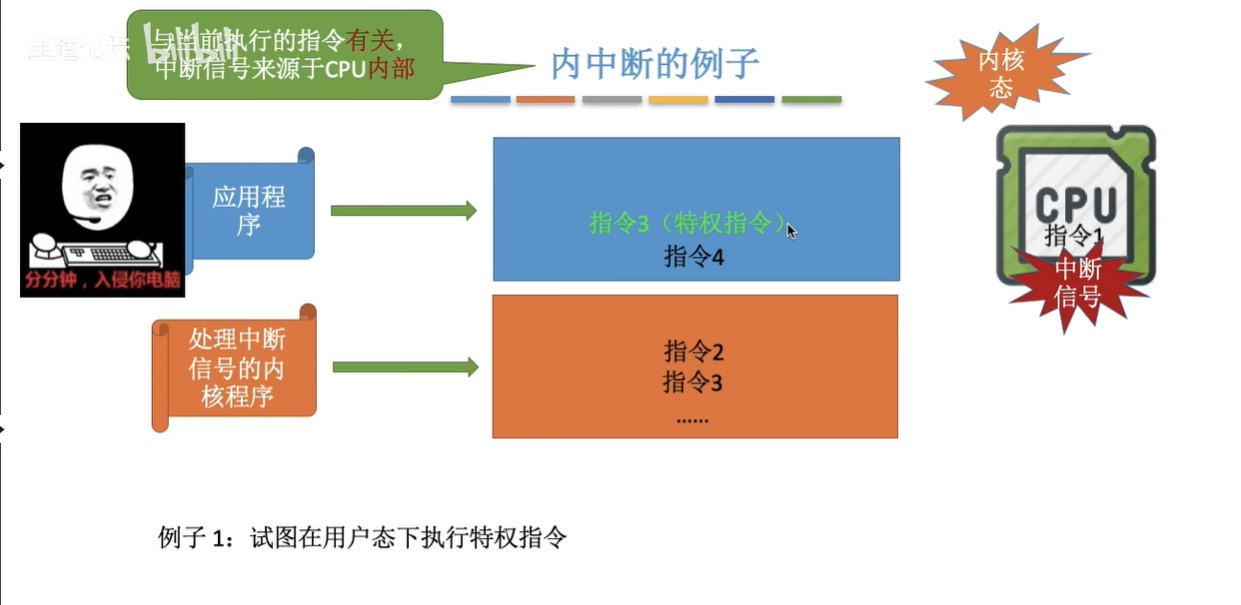 王道论坛 bilibili
与当前执行的指令有关，
中断信号来源于CPU内部
内中断的例子
内核
态
应用程
序
指令3（特权指令）
指令4
CPU
指令1
中断
信号
分分钟，入侵你电脑
处理中断
信号的内
核程序
指令2
指令3
......
例子 1：试图在用户态下执行特权指令